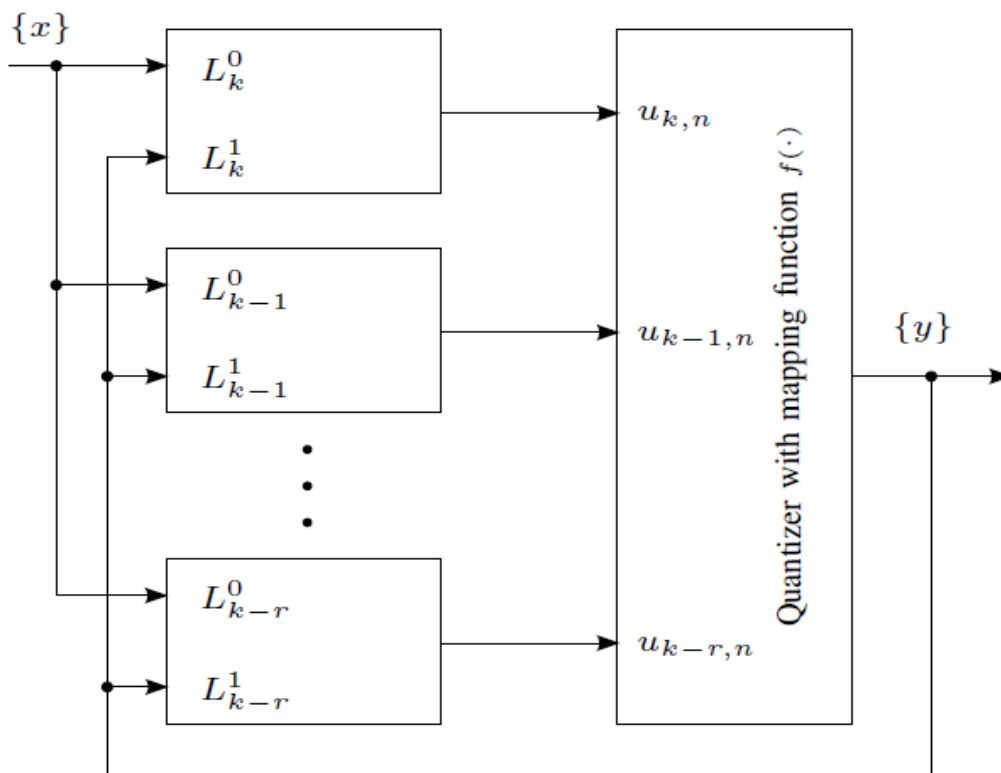 {x}
L_k^0
L_k^1
u_{k,n}
L_{k-1}^0
L_{k-1}^1
u_{k-1,n}
L_{k-r}^0
L_{k-r}^1
u_{k-r,n}
Quantizer with mapping function f(·)
{y}